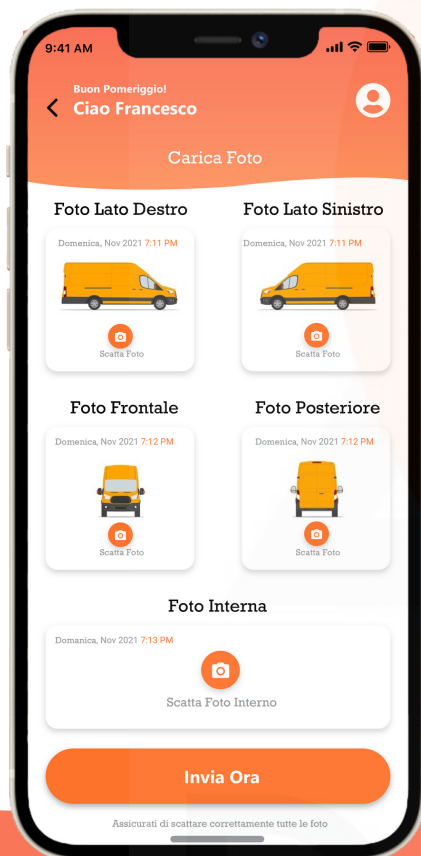 9:41 AM
Buon Pomeriggio!
Ciao Francesco
Carica Foto
Foto Lato Destro
Foto Lato Sinistro
Domenica, Nov 2021 7:11 PM
Domenica, Nov 2021 7:11 PM
Scatta Foto
Scatta Foto
Foto Frontale
Foto Posteriore
Domenica, Nov 2021 7:12 PM
Domenica, Nov 2021 7:12 PM
Scatta Foto
Scatta Foto
Foto Interna
Domanica, Nov 2021 7:13 PM
Scatta Foto Interno
Invia Ora
Assicurati di scattare correttamente tutte le foto